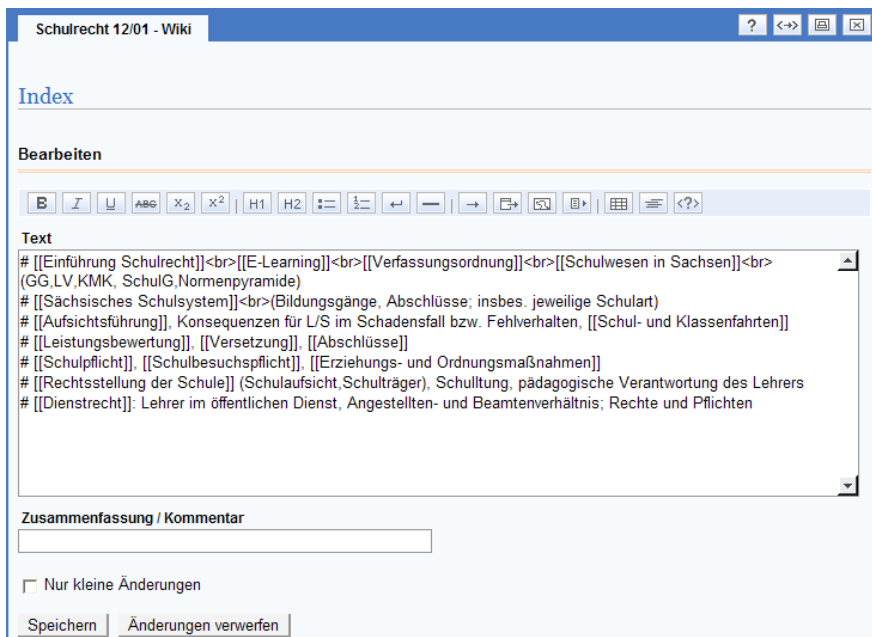 Schulrecht 12/01 - Wiki
?
Index
Bearbeiten
B I U ABC X2 X2 H1 H2 <?>
Text
# [[Einführung Schulrecht]]<br>[[E-Learning]]<br>[[Verfassungsordnung]]<br>[[Schulwesen in Sachsen]]<br>
(GG,LV,KMK, SchulG,Normenpyramide)
# [[Sächsisches Schulsystem]]<br>(Bildungsgänge, Abschlüsse; insbes. jeweilige Schulart)
# [[Aufsichtsführung]], Konsequenzen für L/S im Schadensfall bzw. Fehlverhalten, [[Schul- und Klassenfahrten]]
# [[Leistungsbewertung]], [[Versetzung]], [[Abschlüsse]]
# [[Schulpflicht]], [[Schulbesuchspflicht]], [[Erziehungs- und Ordnungsmaßnahmen]]
# [[Rechtsstellung der Schule]] (Schulaufsicht,Schulträger), Schulltung, pädagogische Verantwortung des Lehrers
# [[Dienstrecht]]: Lehrer im öffentlichen Dienst, Angestellten- und Beamtenverhältnis; Rechte und Pflichten
Zusammenfassung / Kommentar
Nur kleine Änderungen
Speichern Änderungen verwerfen